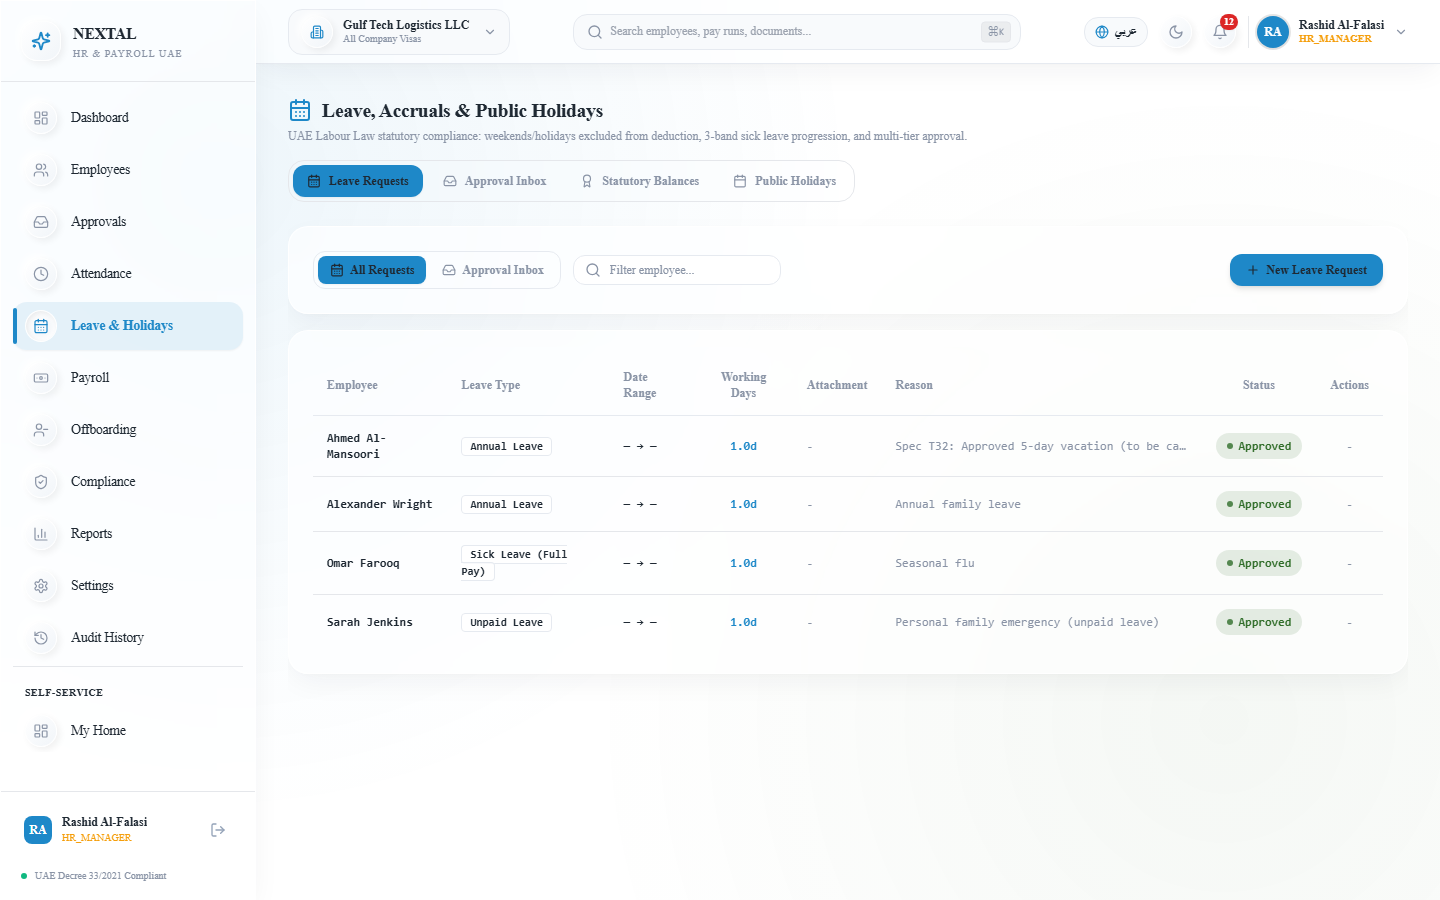 NEXTAL
HR & PAYROLL UAE
Gulf Tech Logistics LLC
All Company Visas
Search employees, pay runs, documents...
⌘K
عربي
12
RA
Rashid Al-Falasi
HR_MANAGER
Dashboard
Employees
Approvals
Attendance
Leave & Holidays
Payroll
Offboarding
Compliance
Reports
Settings
Audit History
SELF-SERVICE
My Home
RA
Rashid Al-Falasi
HR_MANAGER
UAE Decree 33/2021 Compliant
Leave, Accruals & Public Holidays
UAE Labour Law statutory compliance: weekends/holidays excluded from deduction, 3-band sick leave progression, and multi-tier approval.
Leave Requests Approval Inbox Statutory Balances Public Holidays
All Requests Approval Inbox Filter employee... + New Leave Request
Employee Leave Type Date Range Working Days Attachment Reason Status Actions
Ahmed Al-Mansoori Annual Leave — → — 1.0d - Spec T32: Approved 5-day vacation (to be ca… Approved -
Alexander Wright Annual Leave — → — 1.0d - Annual family leave Approved -
Omar Farooq Sick Leave (Full Pay) — → — 1.0d - Seasonal flu Approved -
Sarah Jenkins Unpaid Leave — → — 1.0d - Personal family emergency (unpaid leave) Approved -